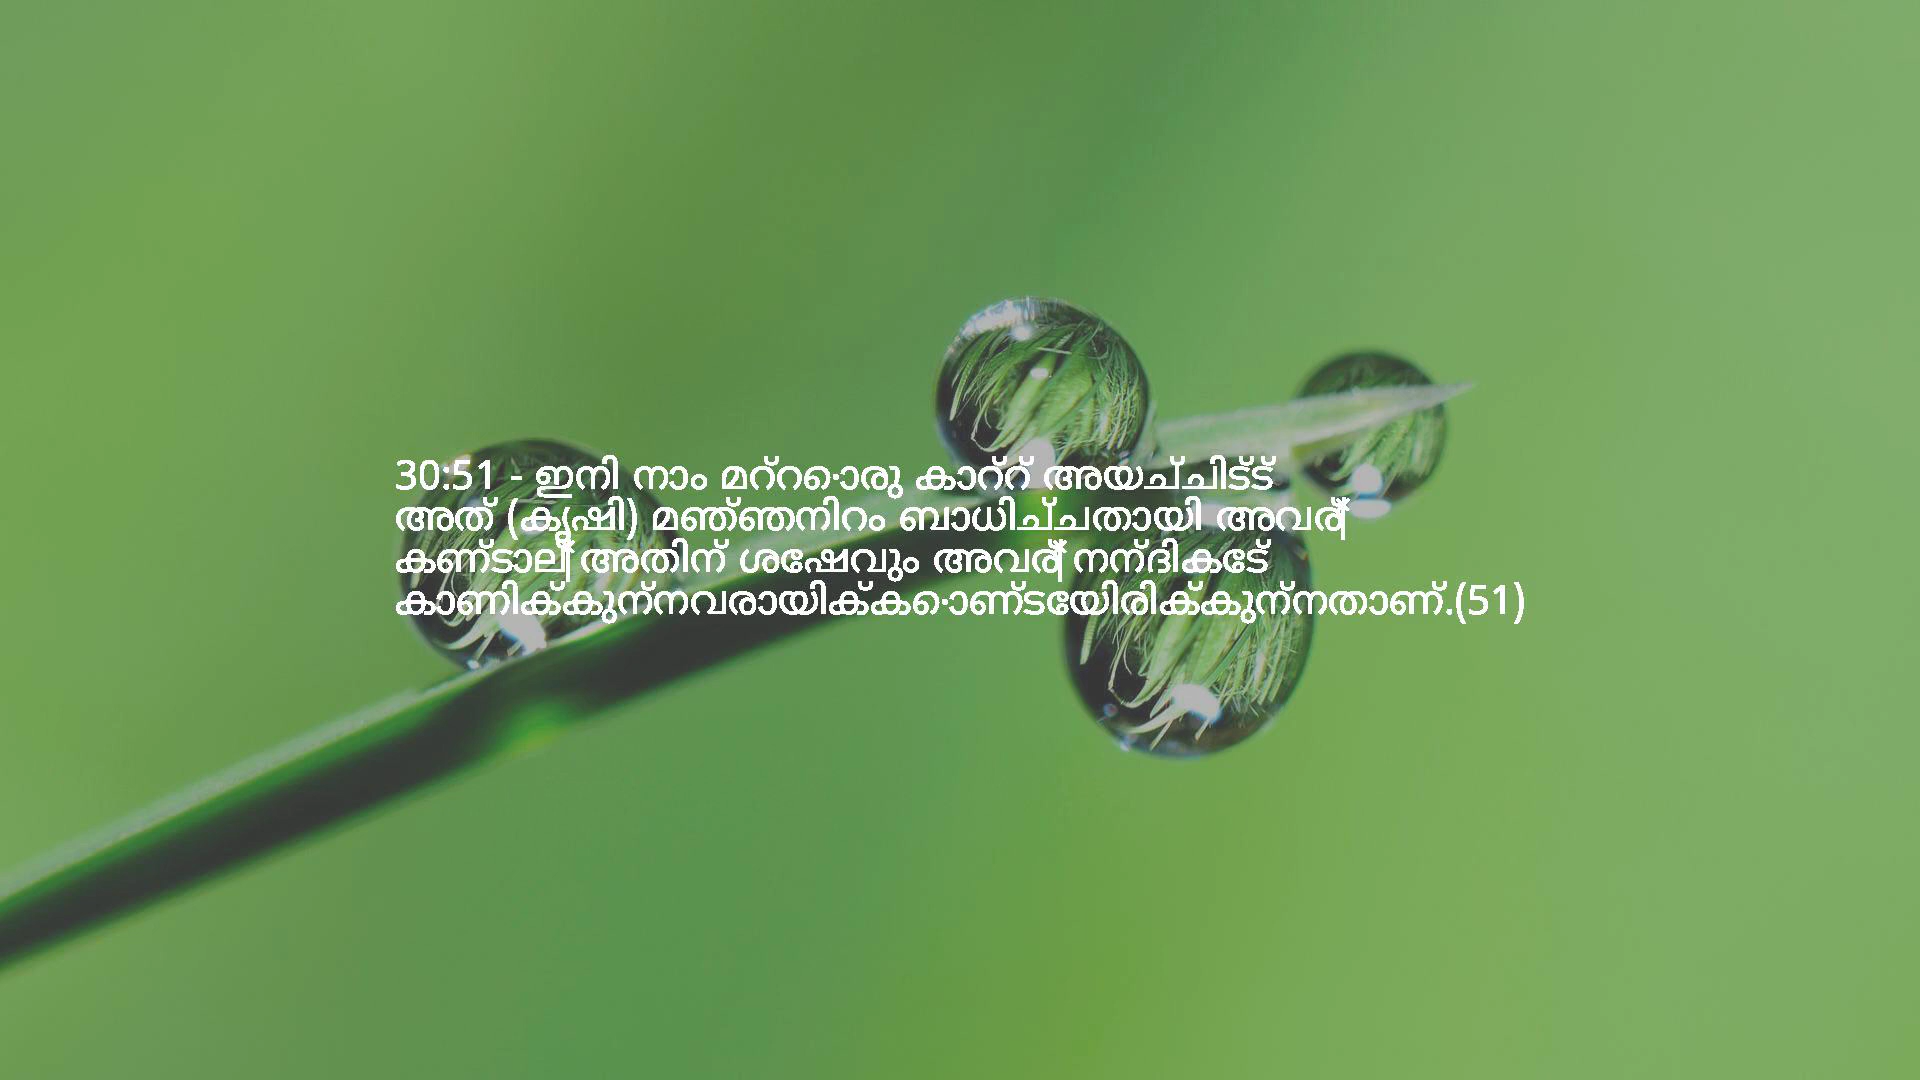 30:51 - ഇനി നാം മറ്റൊരു കാറ്റ് അയച്ചിട്ട്
അത് (കൃഷി) മഞ്ഞനിറം ബാധിച്ചതായി അവര്‍
കണ്ടാല്‍ അതിന് ശേഷവും അവര്‍ നന്ദികേട്
കാണിക്കുന്നവരായിക്കൊണ്ടേയിരിക്കുന്നതാണ്.(51)